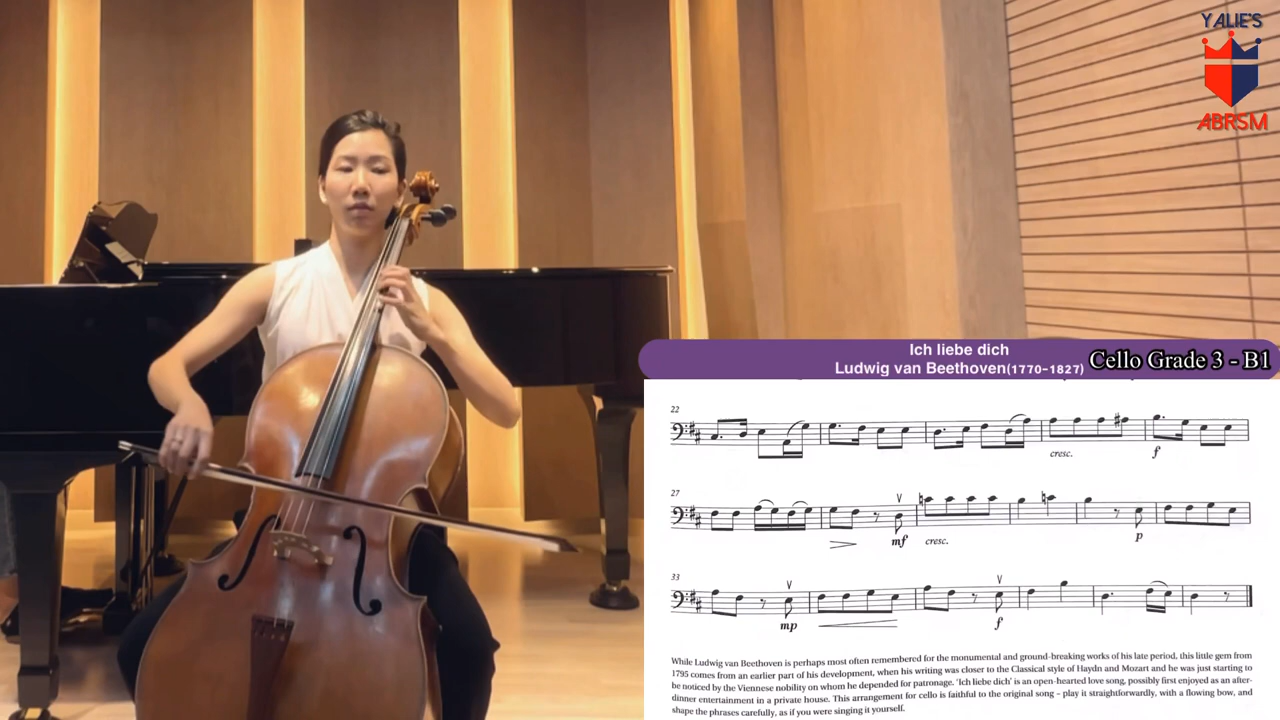 YALIE'S
ABRSM
Ich liebe dich
Ludwig van Beethoven(1770-1827)
Cello Grade 3 - B1
22
cresc.
f
27
mf
cresc.
p
33
mp
f
While Ludwig van Beethoven is perhaps most often remembered for the monumental and ground-breaking works of his late period, this little gem from
1795 comes from an earlier part of his development, when his writing was closer to the Classical style of Haydn and Mozart and he was just starting to
be noticed by the Viennese nobility on whom he depended for patronage. 'Ich liebe dich' is an open-hearted love song, possibly first enjoyed as an after-
dinner entertainment in a private house. This arrangement for cello is faithful to the original song – play it straightforwardly, with a flowing bow, and
shape the phrases carefully, as if you were singing it yourself.